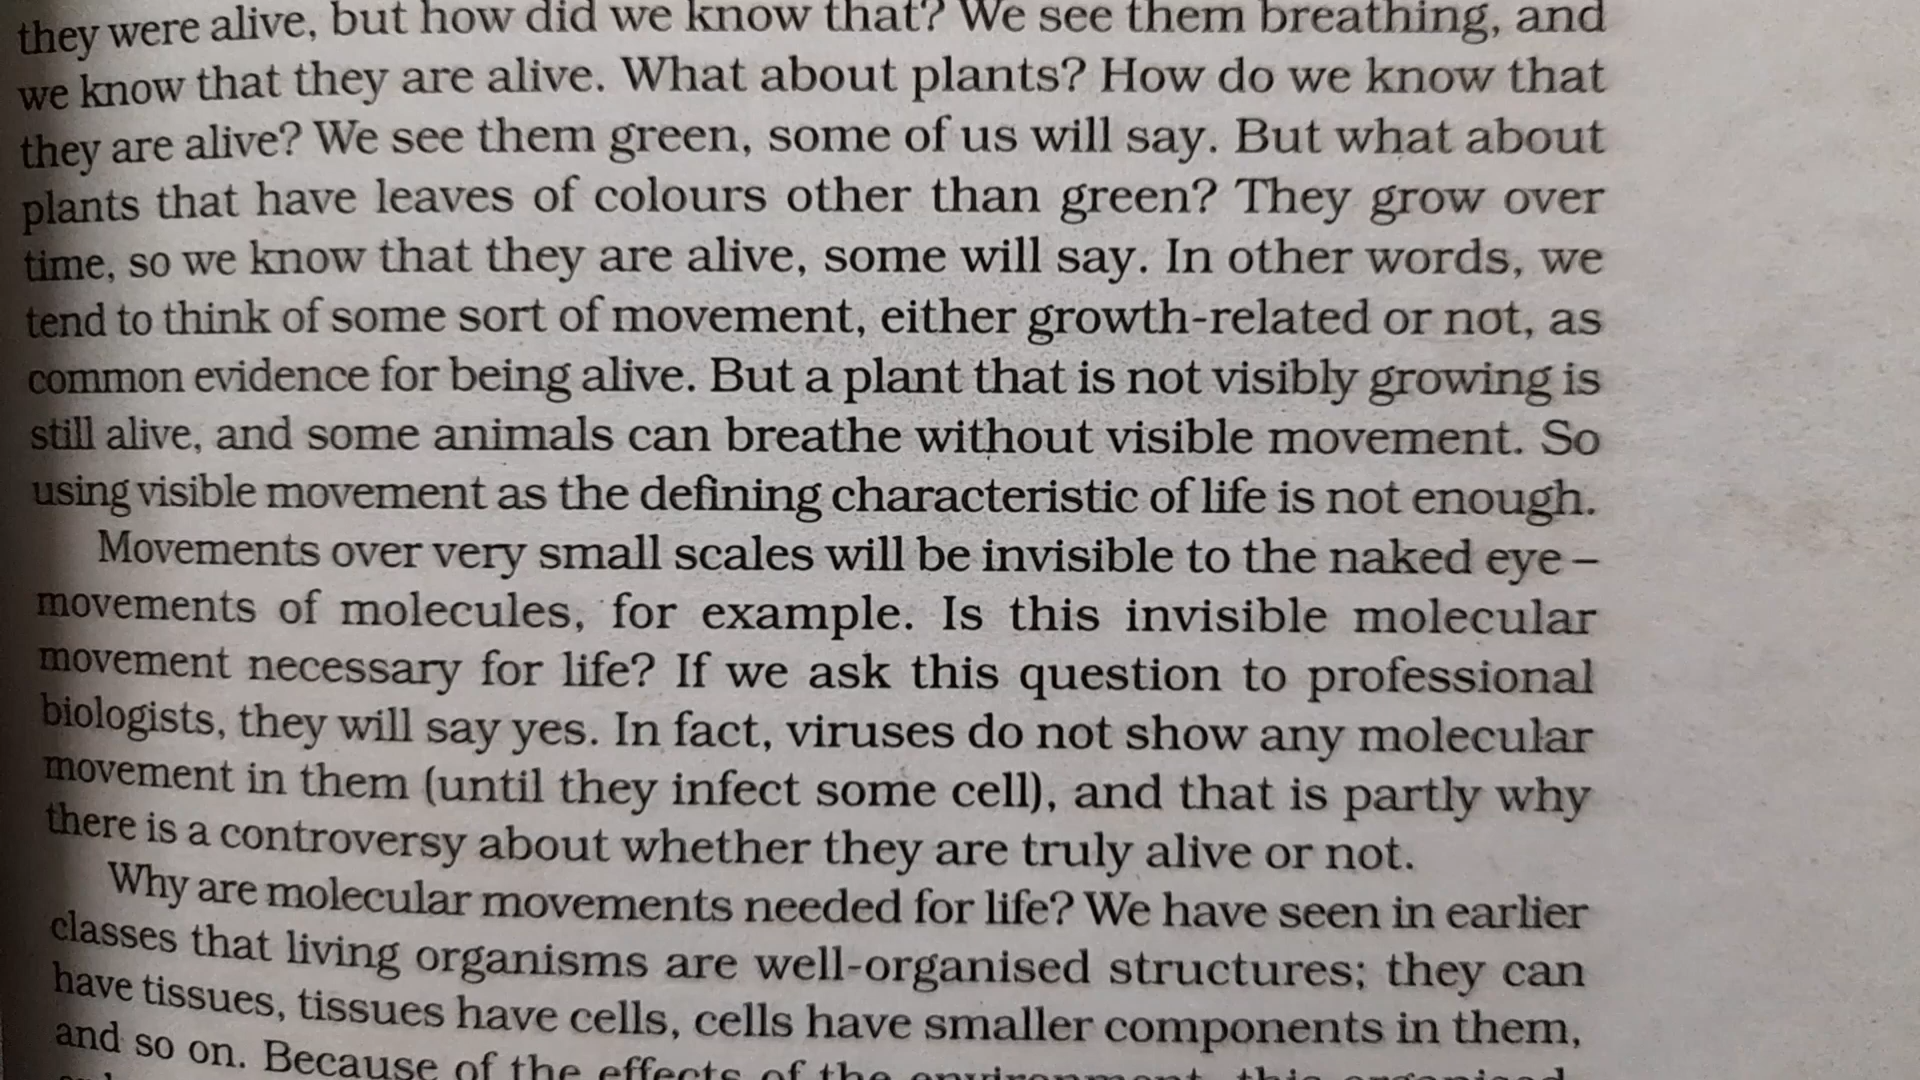 they were alive, but how did we know that? We see them breathing, and
we know that they are alive. What about plants? How do we know that
they are alive? We see them green, some of us will say. But what about
plants that have leaves of colours other than green? They grow over
time, so we know that they are alive, some will say. In other words, we
tend to think of some sort of movement, either growth-related or not, as
common evidence for being alive. But a plant that is not visibly growing is
still alive, and some animals can breathe without visible movement. So
using visible movement as the defining characteristic of life is not enough.
Movements over very small scales will be invisible to the naked eye –
movements of molecules, for example. Is this invisible molecular
movement necessary for life? If we ask this question to professional
biologists, they will say yes. In fact, viruses do not show any molecular
movement in them (until they infect some cell), and that is partly why
there is a controversy about whether they are truly alive or not.
Why are molecular movements needed for life? We have seen in earlier
classes that living organisms are well-organised structures; they can
have tissues, tissues have cells, cells have smaller components in them,
and so on. Because of the effects of the environment, this organised